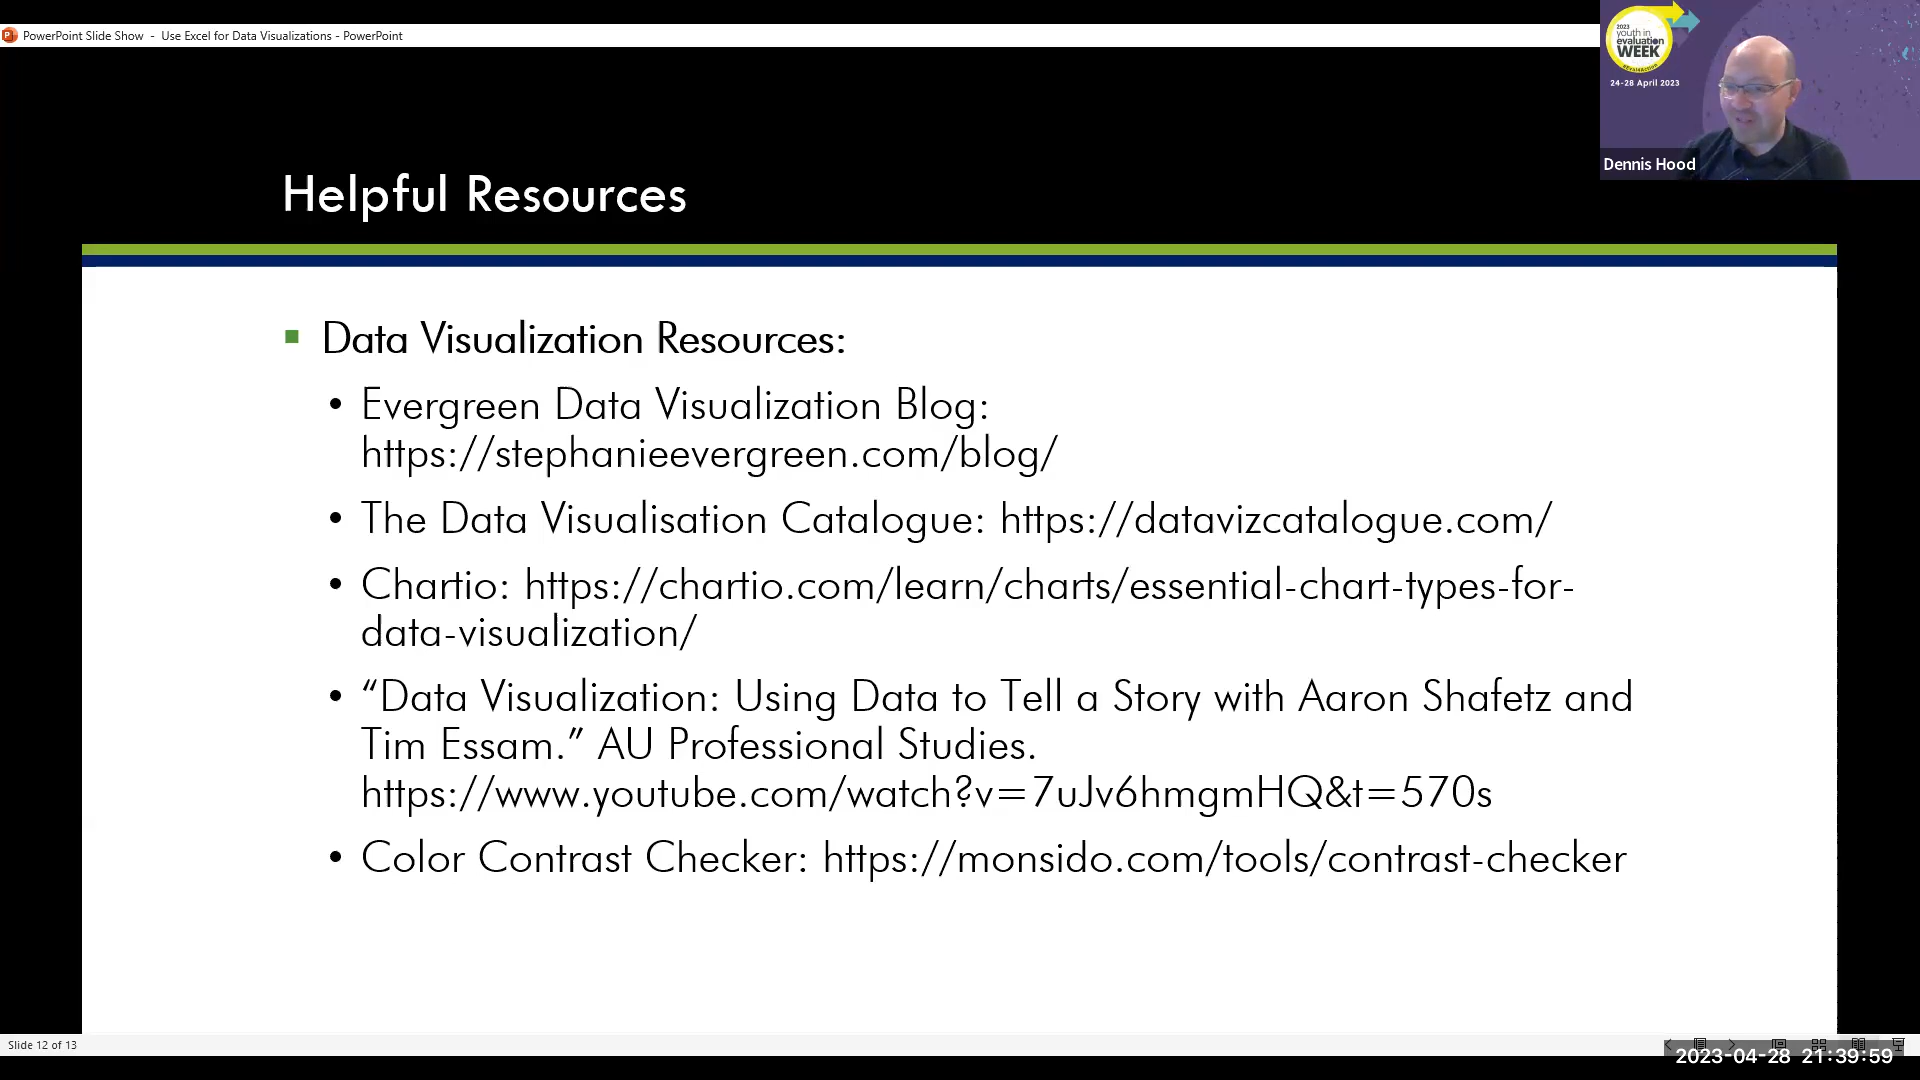 PowerPoint Slide Show - Use Excel for Data Visualizations - PowerPoint
2023
youth in
evaluation
WEEK
#Eval4Action
24-28 April 2023
Dennis Hood
Helpful Resources
Data Visualization Resources:
• Evergreen Data Visualization Blog:
https://stephanieevergreen.com/blog/
• The Data Visualisation Catalogue: https://datavizcatalogue.com/
• Chartio: https://chartio.com/learn/charts/essential-chart-types-for-
data-visualization/
• “Data Visualization: Using Data to Tell a Story with Aaron Shafetz and
Tim Essam.” AU Professional Studies.
https://www.youtube.com/watch?v=7uJv6hmgmHQ&t=570s
• Color Contrast Checker: https://monsido.com/tools/contrast-checker
Slide 12 of 13
2023-04-28 21:39:59